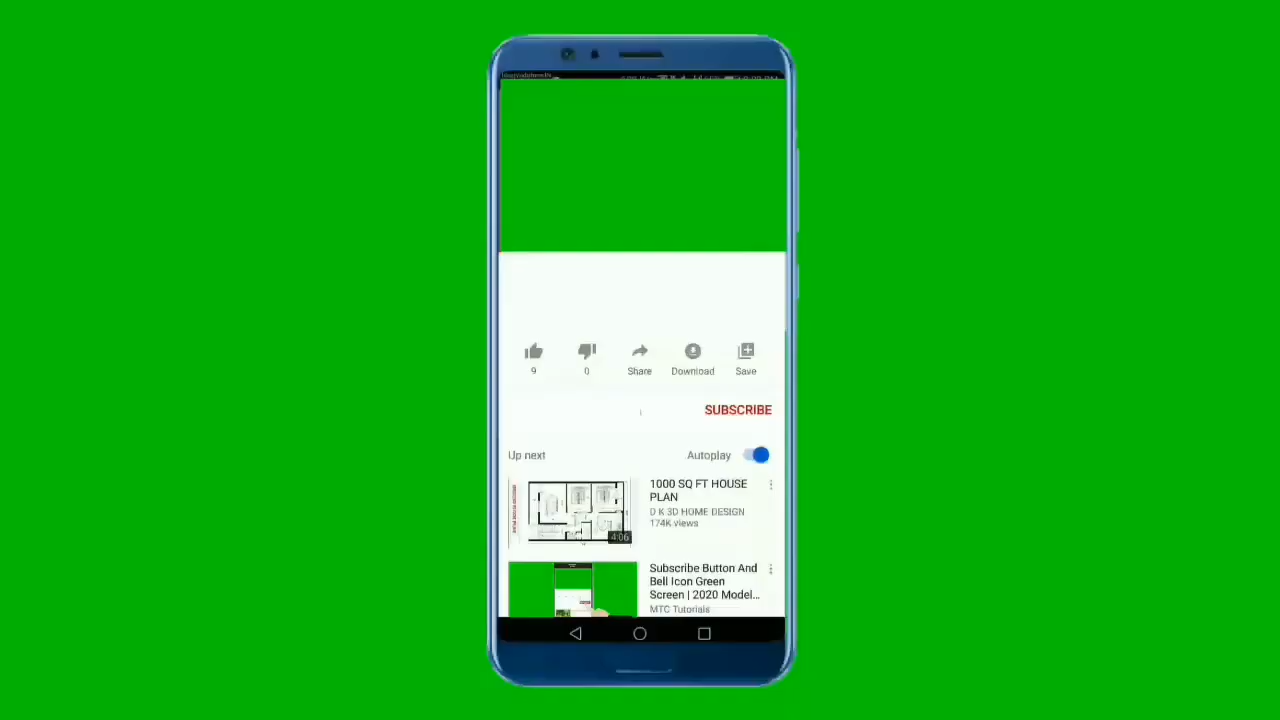 9
0
Share
Download
Save
SUBSCRIBE
Up next
Autoplay
1000 SQ FT HOUSE
PLAN
D K 3D HOME DESIGN
174K views
4:06
Subscribe Button And
Bell Icon Green
Screen | 2020 Model...
MTC Tutorials